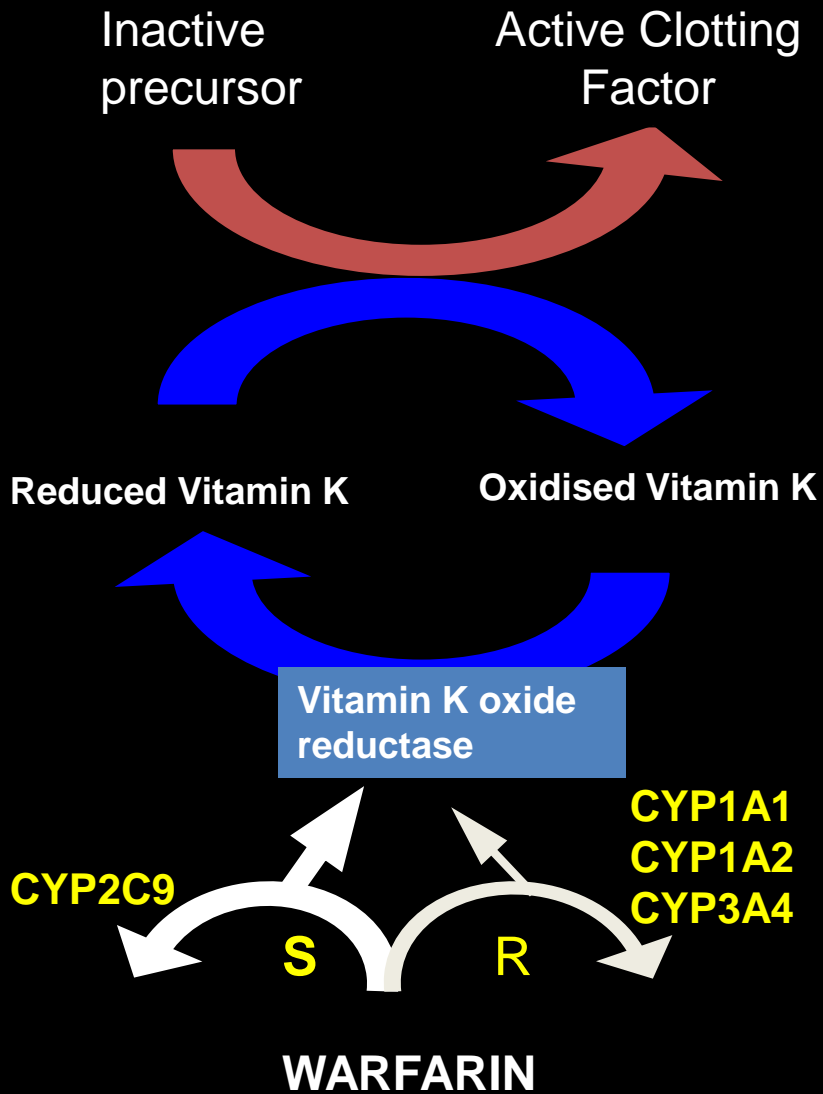 Inactive
precursor
Active Clotting
Factor
Reduced Vitamin K
Oxidised Vitamin K
Vitamin K oxide
reductase
CYP1A1
CYP1A2
CYP3A4
CYP2C9
S
R
WARFARIN